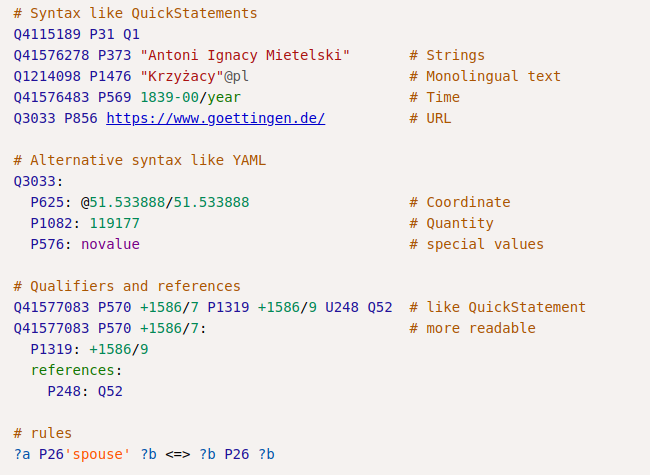 # Syntax like QuickStatements
Q4115189 P31 Q1
Q41576278 P373 "Antoni Ignacy Mietelski" # Strings
Q1214098 P1476 "Krzyżacy"@pl # Monolingual text
Q41576483 P569 1839-00/year # Time
Q3033 P856 https://www.goettingen.de/ # URL
# Alternative syntax like YAML
Q3033:
P625: @51.533888/51.533888 # Coordinate
P1082: 119177 # Quantity
P576: novalue # special values
# Qualifiers and references
Q41577083 P570 +1586/7 P1319 +1586/9 U248 Q52 # like QuickStatement
Q41577083 P570 +1586/7: # more readable
P1319: +1586/9
references:
P248: Q52
# rules
?a P26'spouse' ?b <=> ?b P26 ?b